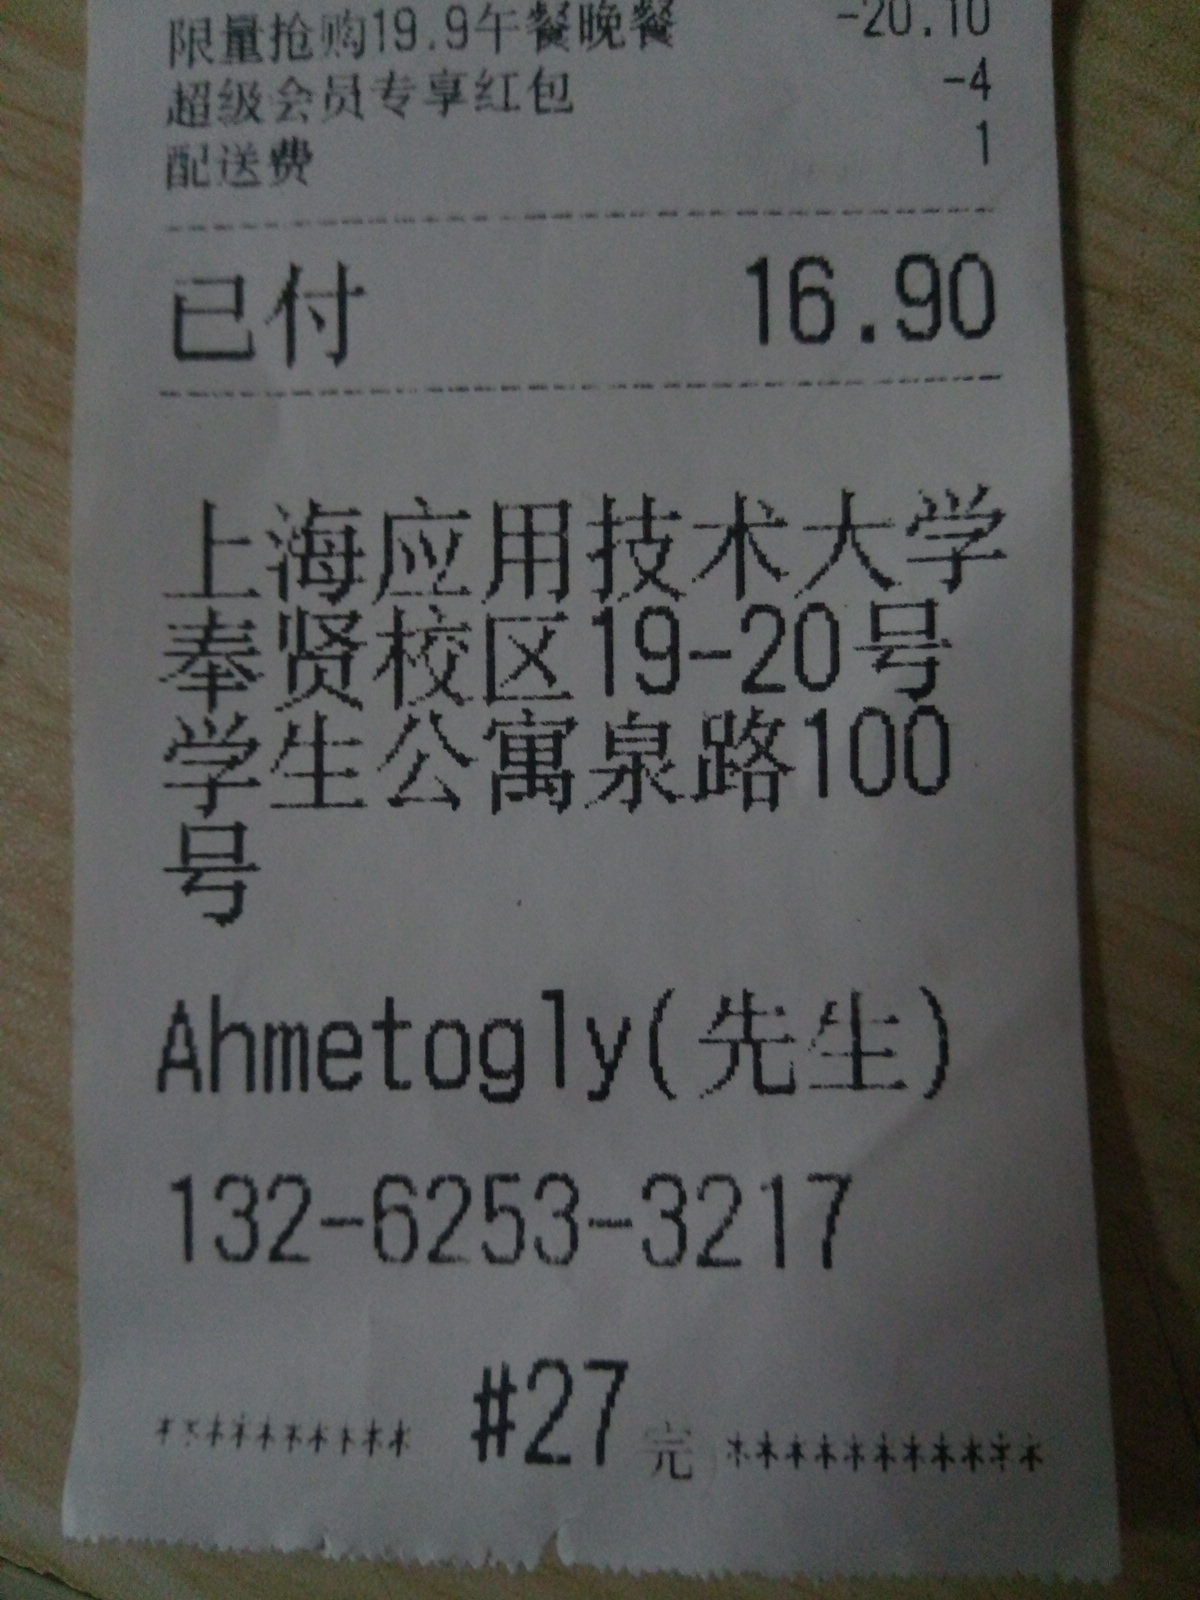 限量抢购19.9午餐晚餐 -20.10
超级会员专享红包 -4
配送费 1
已付 16.90
上海应用技术大学
奉贤校区19-20号
学生公寓泉路100
号
Ahmetogly(先生)
132-6253-3217
********** #27 完 ***********